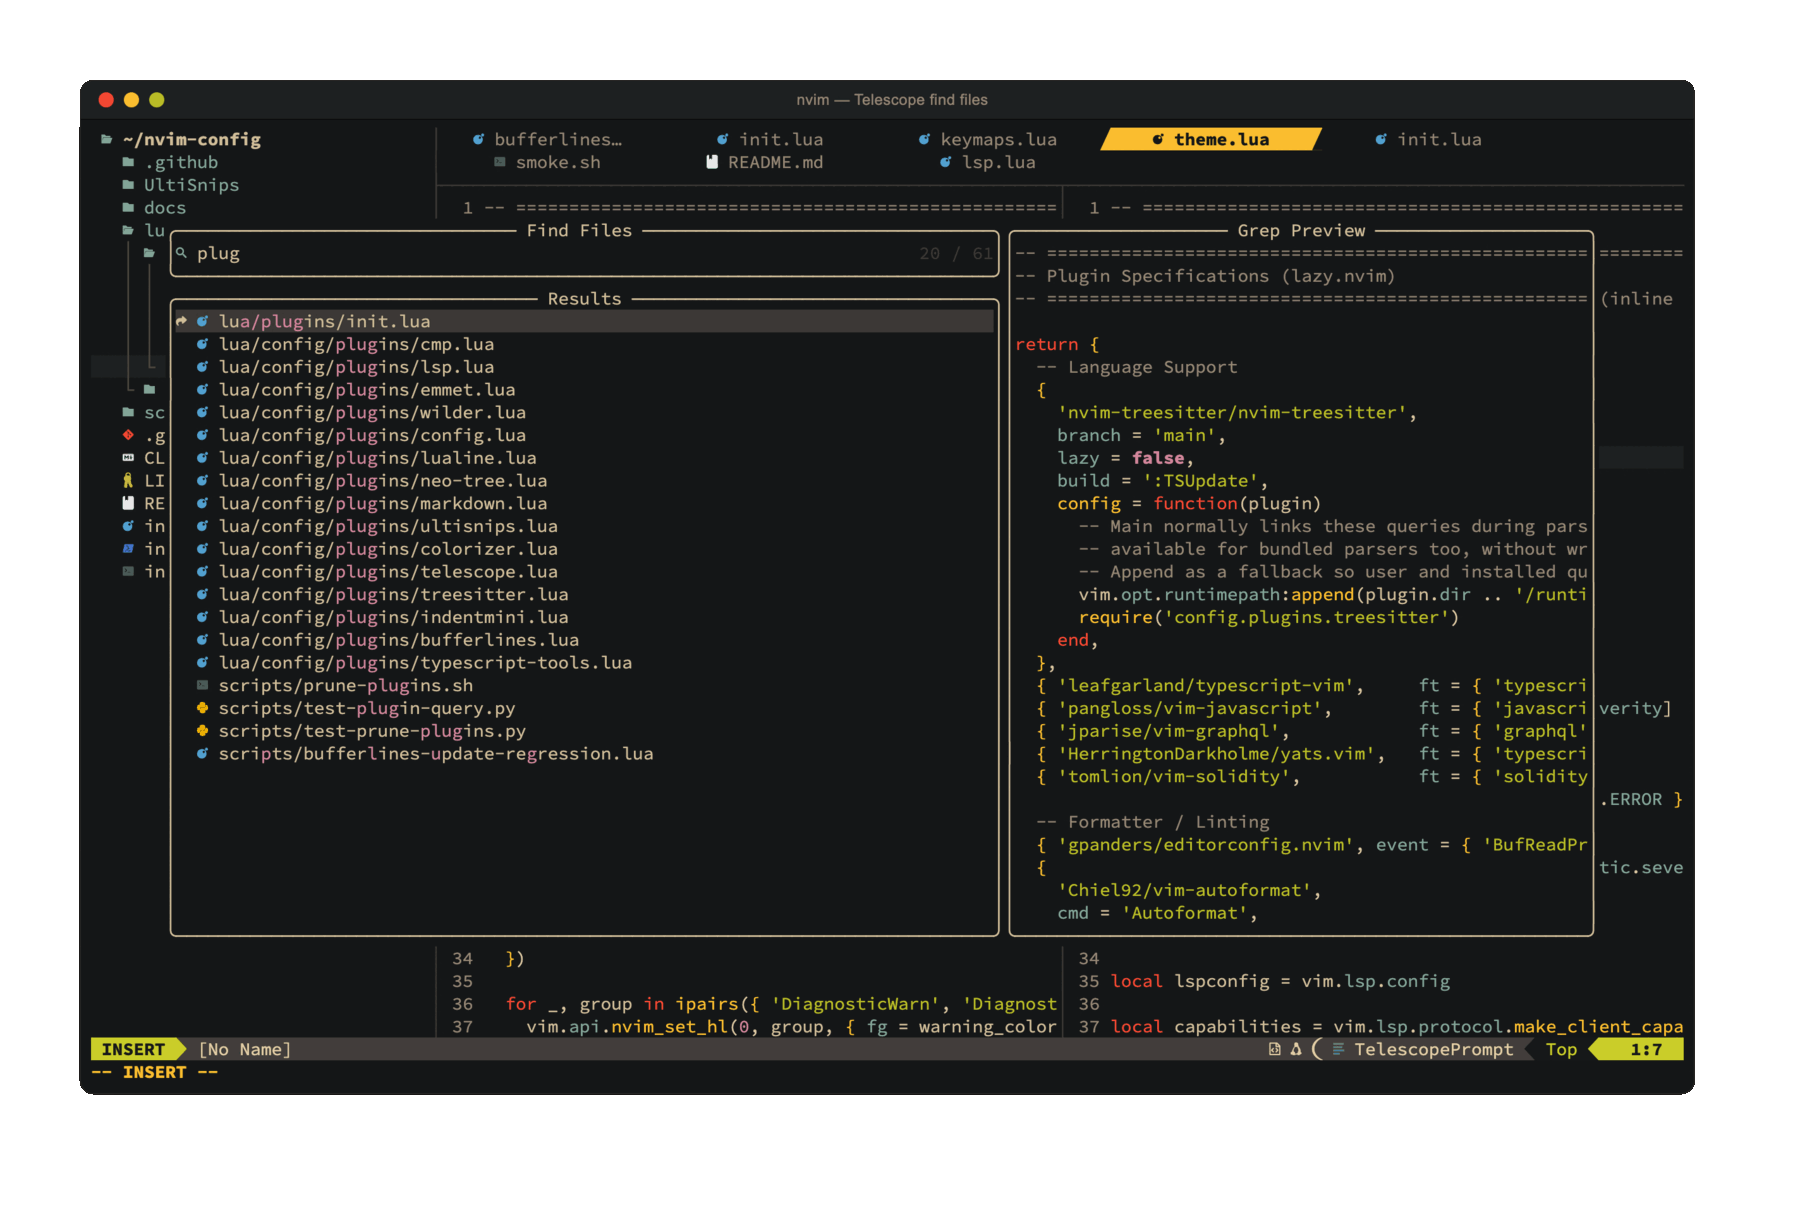 nvim — Telescope find files
~/nvim-config
.github
UltiSnips
docs
lu
sc
.g
CL
LI
RE
in
in
in
bufferlines… init.lua keymaps.lua theme.lua init.lua
smoke.sh README.md lsp.lua
1 -- ===================================================
1 -- ===================================================
Find Files
plug 20 / 61
Results
lua/plugins/init.lua
lua/config/plugins/cmp.lua
lua/config/plugins/lsp.lua
lua/config/plugins/emmet.lua
lua/config/plugins/wilder.lua
lua/config/plugins/config.lua
lua/config/plugins/lualine.lua
lua/config/plugins/neo-tree.lua
lua/config/plugins/markdown.lua
lua/config/plugins/ultisnips.lua
lua/config/plugins/colorizer.lua
lua/config/plugins/telescope.lua
lua/config/plugins/treesitter.lua
lua/config/plugins/indentmini.lua
lua/config/plugins/bufferlines.lua
lua/config/plugins/typescript-tools.lua
scripts/prune-plugins.sh
scripts/test-plugin-query.py
scripts/test-prune-plugins.py
scripts/bufferlines-update-regression.lua
Grep Preview
-- =================================================== ========
-- Plugin Specifications (lazy.nvim)
-- =================================================== (inline
return {
-- Language Support
{
'nvim-treesitter/nvim-treesitter',
branch = 'main',
lazy = false,
build = ':TSUpdate',
config = function(plugin)
-- Main normally links these queries during pars
-- available for bundled parsers too, without wr
-- Append as a fallback so user and installed qu
vim.opt.runtimepath:append(plugin.dir .. '/runti
require('config.plugins.treesitter')
end,
},
{ 'leafgarland/typescript-vim', ft = { 'typescri
{ 'pangloss/vim-javascript', ft = { 'javascri verity]
{ 'jparise/vim-graphql', ft = { 'graphql'
{ 'HerringtonDarkholme/yats.vim', ft = { 'typescri
{ 'tomlion/vim-solidity', ft = { 'solidity
.ERROR }
-- Formatter / Linting
{ 'gpanders/editorconfig.nvim', event = { 'BufReadPr
{ tic.seve
'Chiel92/vim-autoformat',
cmd = 'Autoformat',
34 })
35
36 for _, group in ipairs({ 'DiagnosticWarn', 'Diagnost
37 vim.api.nvim_set_hl(0, group, { fg = warning_color
34
35 local lspconfig = vim.lsp.config
36
37 local capabilities = vim.lsp.protocol.make_client_capa
INSERT [No Name] TelescopePrompt Top 1:7
-- INSERT --